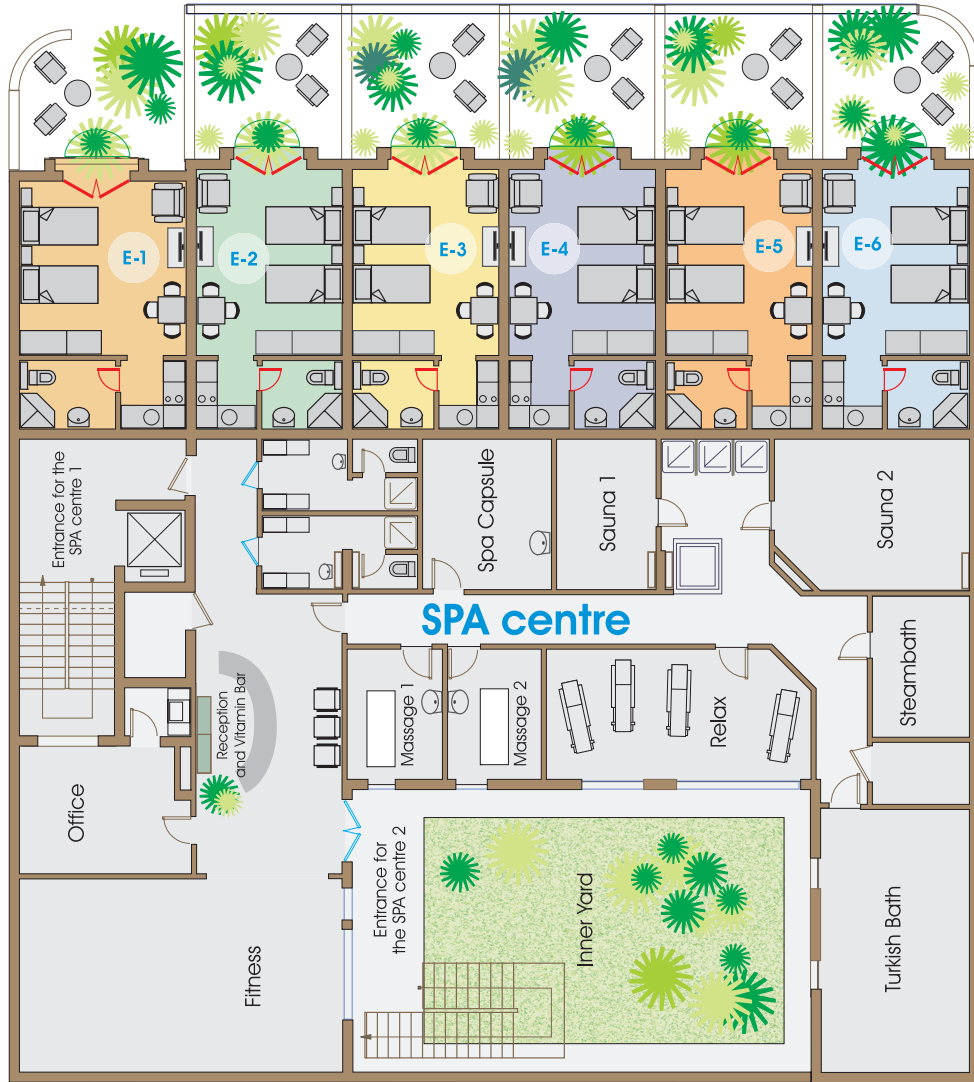 E-1
E-2
E-3
E-4
E-5
E-6
Entrance for the
SPA centre 1
Spa Capsule
Sauna 1
Sauna 2
SPA centre
Steambath
Reception
and Vitamin Bar
Massage 1
Massage 2
Relax
Office
Entrance for
the SPA centre 2
Inner Yard
Fitness
Turkish Bath